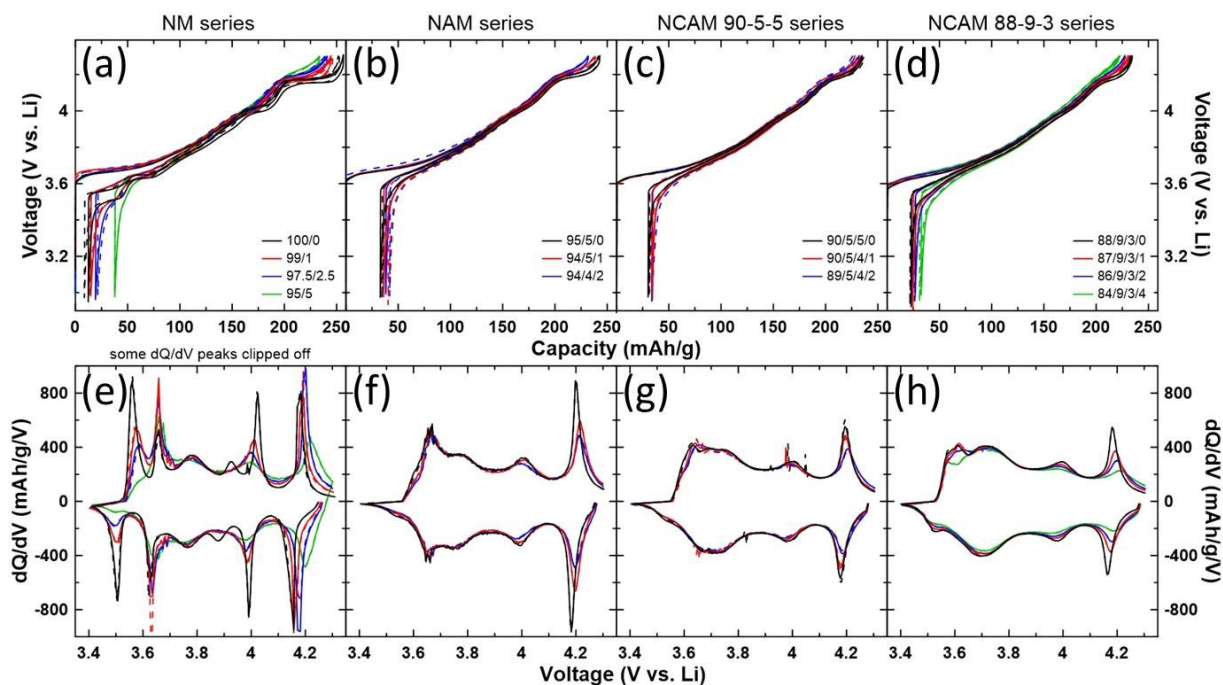 NM series
NAM series
NCAM 90-5-5 series
NCAM 88-9-3 series
(a)
(b)
(c)
(d)
Voltage (V vs. Li)
4
3.6
3.2
100/0
99/1
97.5/2.5
95/5
95/5/0
94/5/1
94/4/2
90/5/5/0
90/5/4/1
89/5/4/2
88/9/3/0
87/9/3/1
86/9/3/2
84/9/3/4
4
3.6
3.2
Voltage (V vs. Li)
0 50 100 150 200 250 50 100 150 200 250 50 100 150 200 250 50 100 150 200 250
Capacity (mAh/g)
some dQ/dV peaks clipped off
(e)
(f)
(g)
(h)
dQ/dV (mAh/g/V)
800
400
0
-400
-800
800
400
0
-400
-800
dQ/dV (mAh/g/V)
3.4 3.6 3.8 4 4.2 3.4 3.6 3.8 4 4.2 3.4 3.6 3.8 4 4.2 3.4 3.6 3.8 4 4.2
Voltage (V vs. Li)